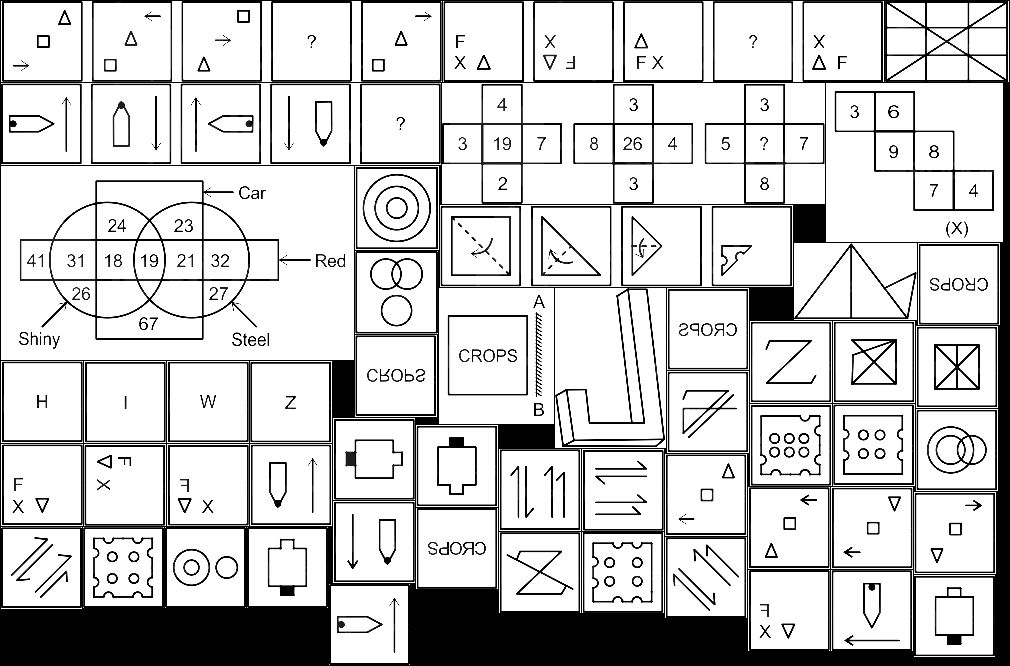 ?
F
X
X
F
F X
?
X
F
?
4
3 19 7
2
3
8 26 4
3
3
5 ? 7
8
3 6
9 8
7 4
(X)
Car
24 23
41 31 18 19 21 32
Red
26 27
67
Shiny
Steel
CROPS
A
CROPS
B
CROPS
CROPS
H I W Z
F
X
F
X
F
X
CROPS
F
X